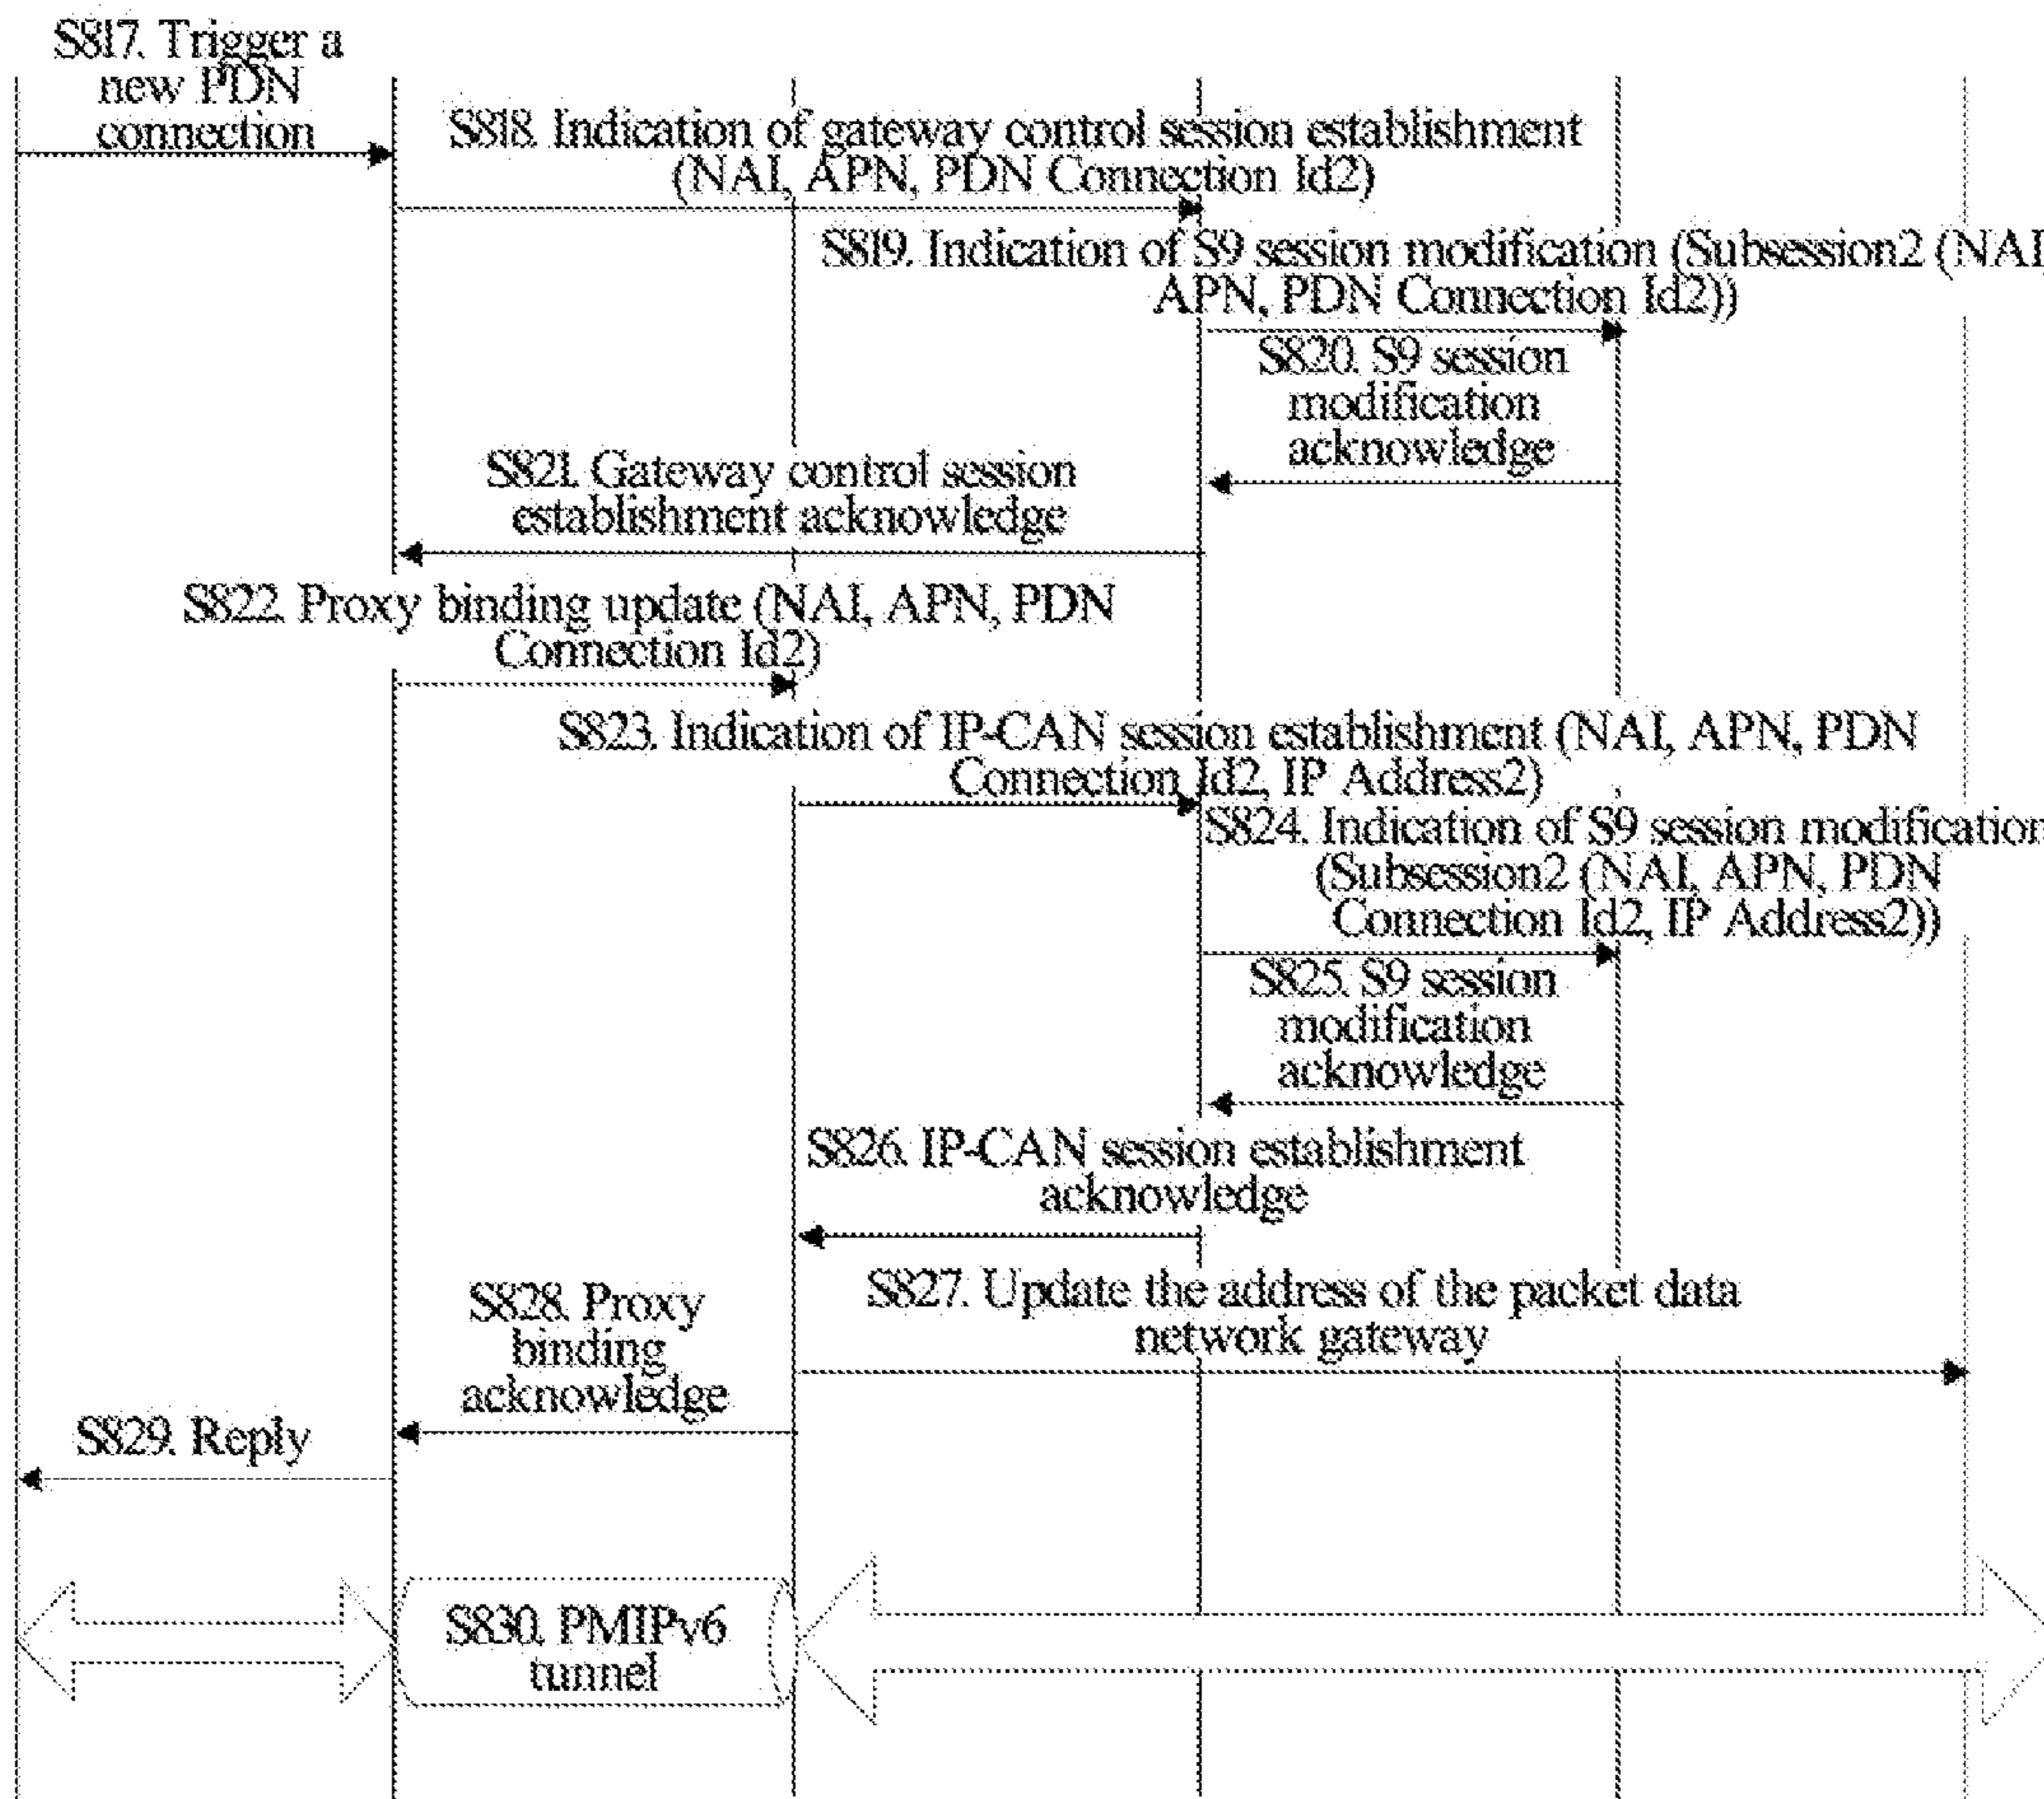 S817. Trigger a
new PDN
connection
S818. Indication of gateway control session establishment
(NAI, APN, PDN Connection Id2)
S819. Indication of S9 session modification (Subsession2 (NAI,
APN, PDN Connection Id2))
S820. S9 session
modification
acknowledge
S821. Gateway control session
establishment acknowledge
S822. Proxy binding update (NAI, APN, PDN
Connection Id2)
S823. Indication of IP-CAN session establishment (NAI, APN, PDN
Connection Id2, IP Address2)
S824. Indication of S9 session modification
(Subsession2 (NAI, APN, PDN
Connection Id2, IP Address2))
S825. S9 session
modification
acknowledge
S826. IP-CAN session establishment
acknowledge
S827. Update the address of the packet data
network gateway
S828. Proxy
binding
acknowledge
S829. Reply
S830. PMIPv6
tunnel